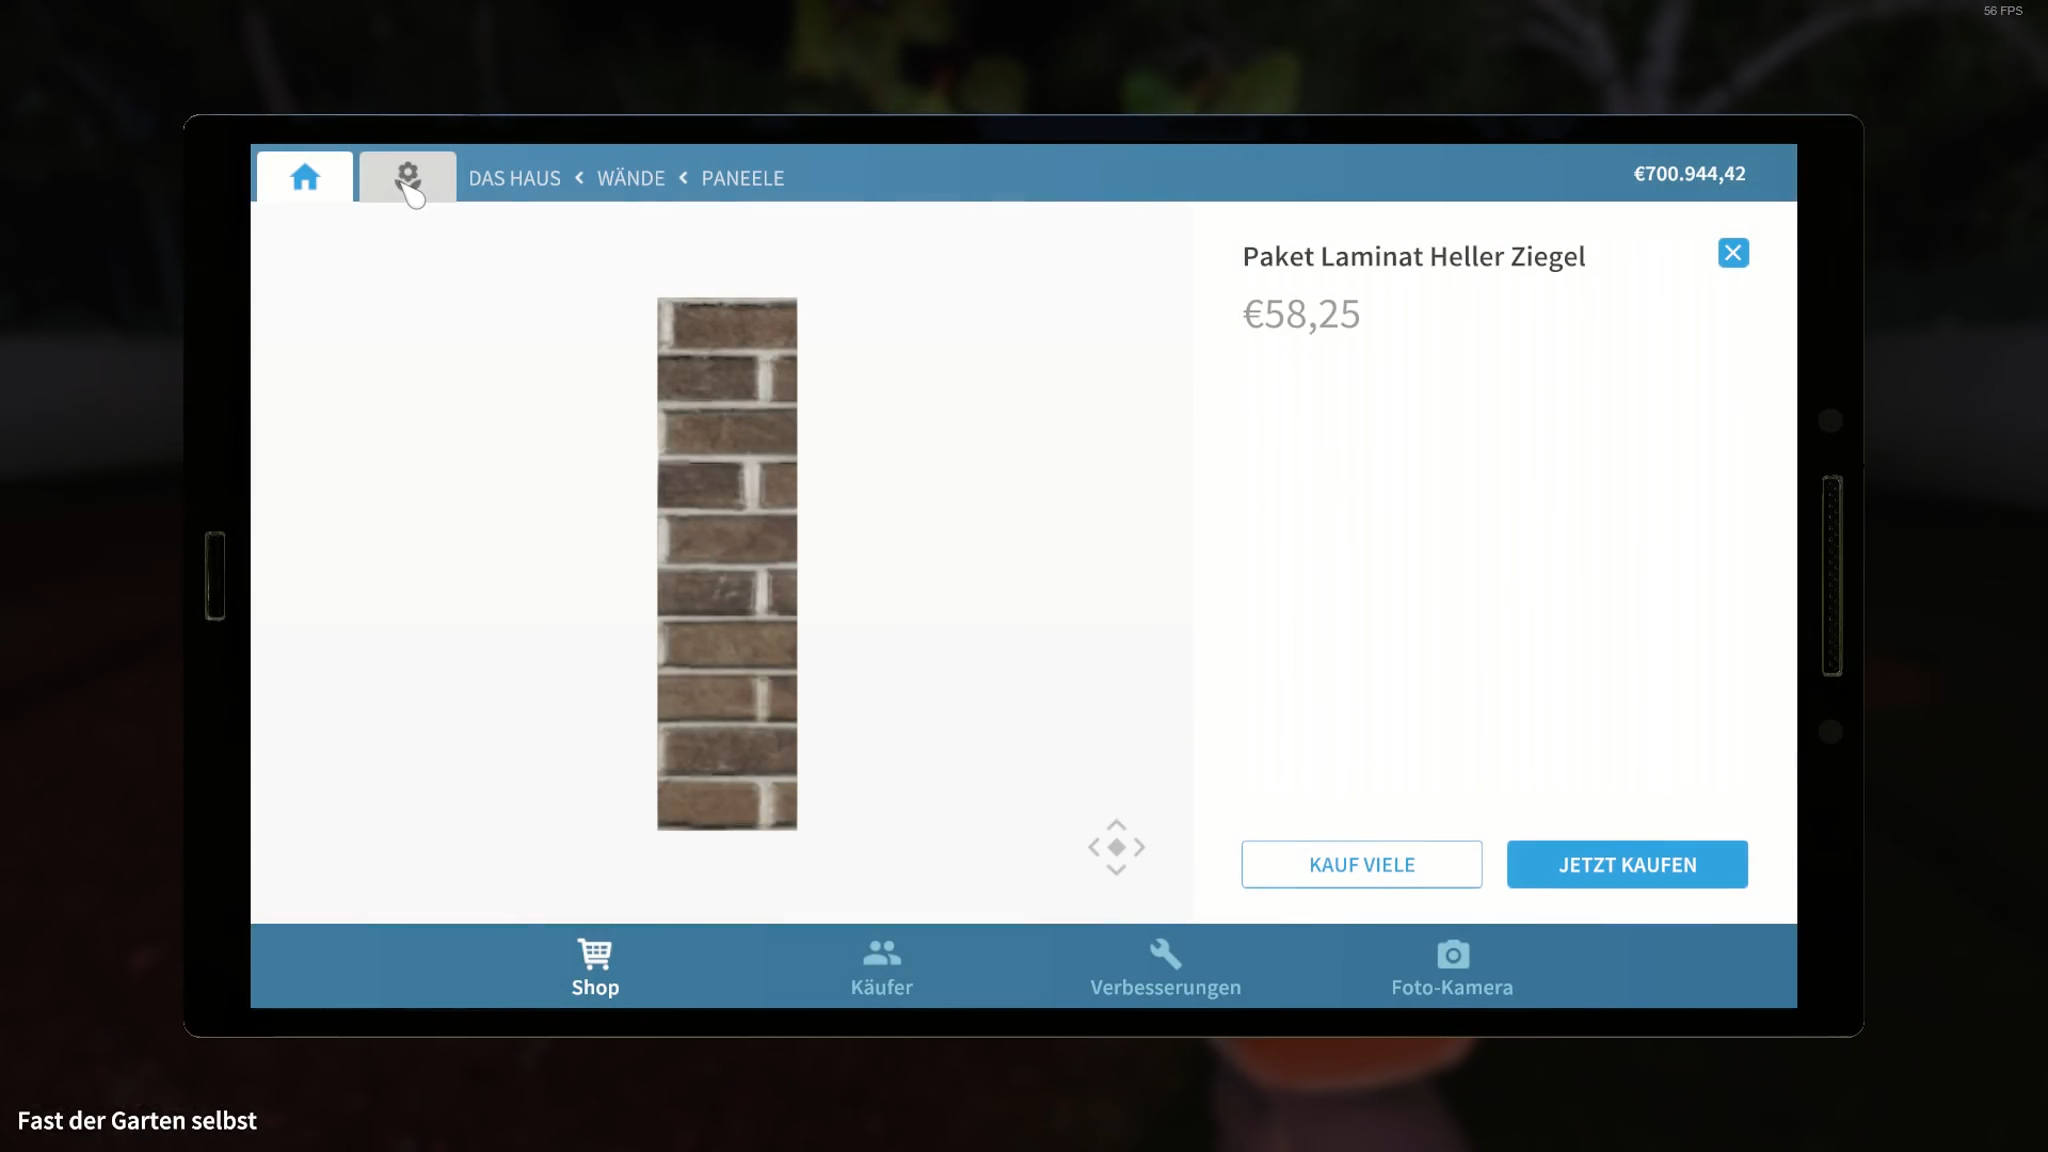 56 FPS
DAS HAUS < WÄNDE < PANEELE
€700.944,42
Paket Laminat Heller Ziegel
€58,25
KAUF VIELE
JETZT KAUFEN
Shop
Käufer
Verbesserungen
Foto-Kamera
Fast der Garten selbst